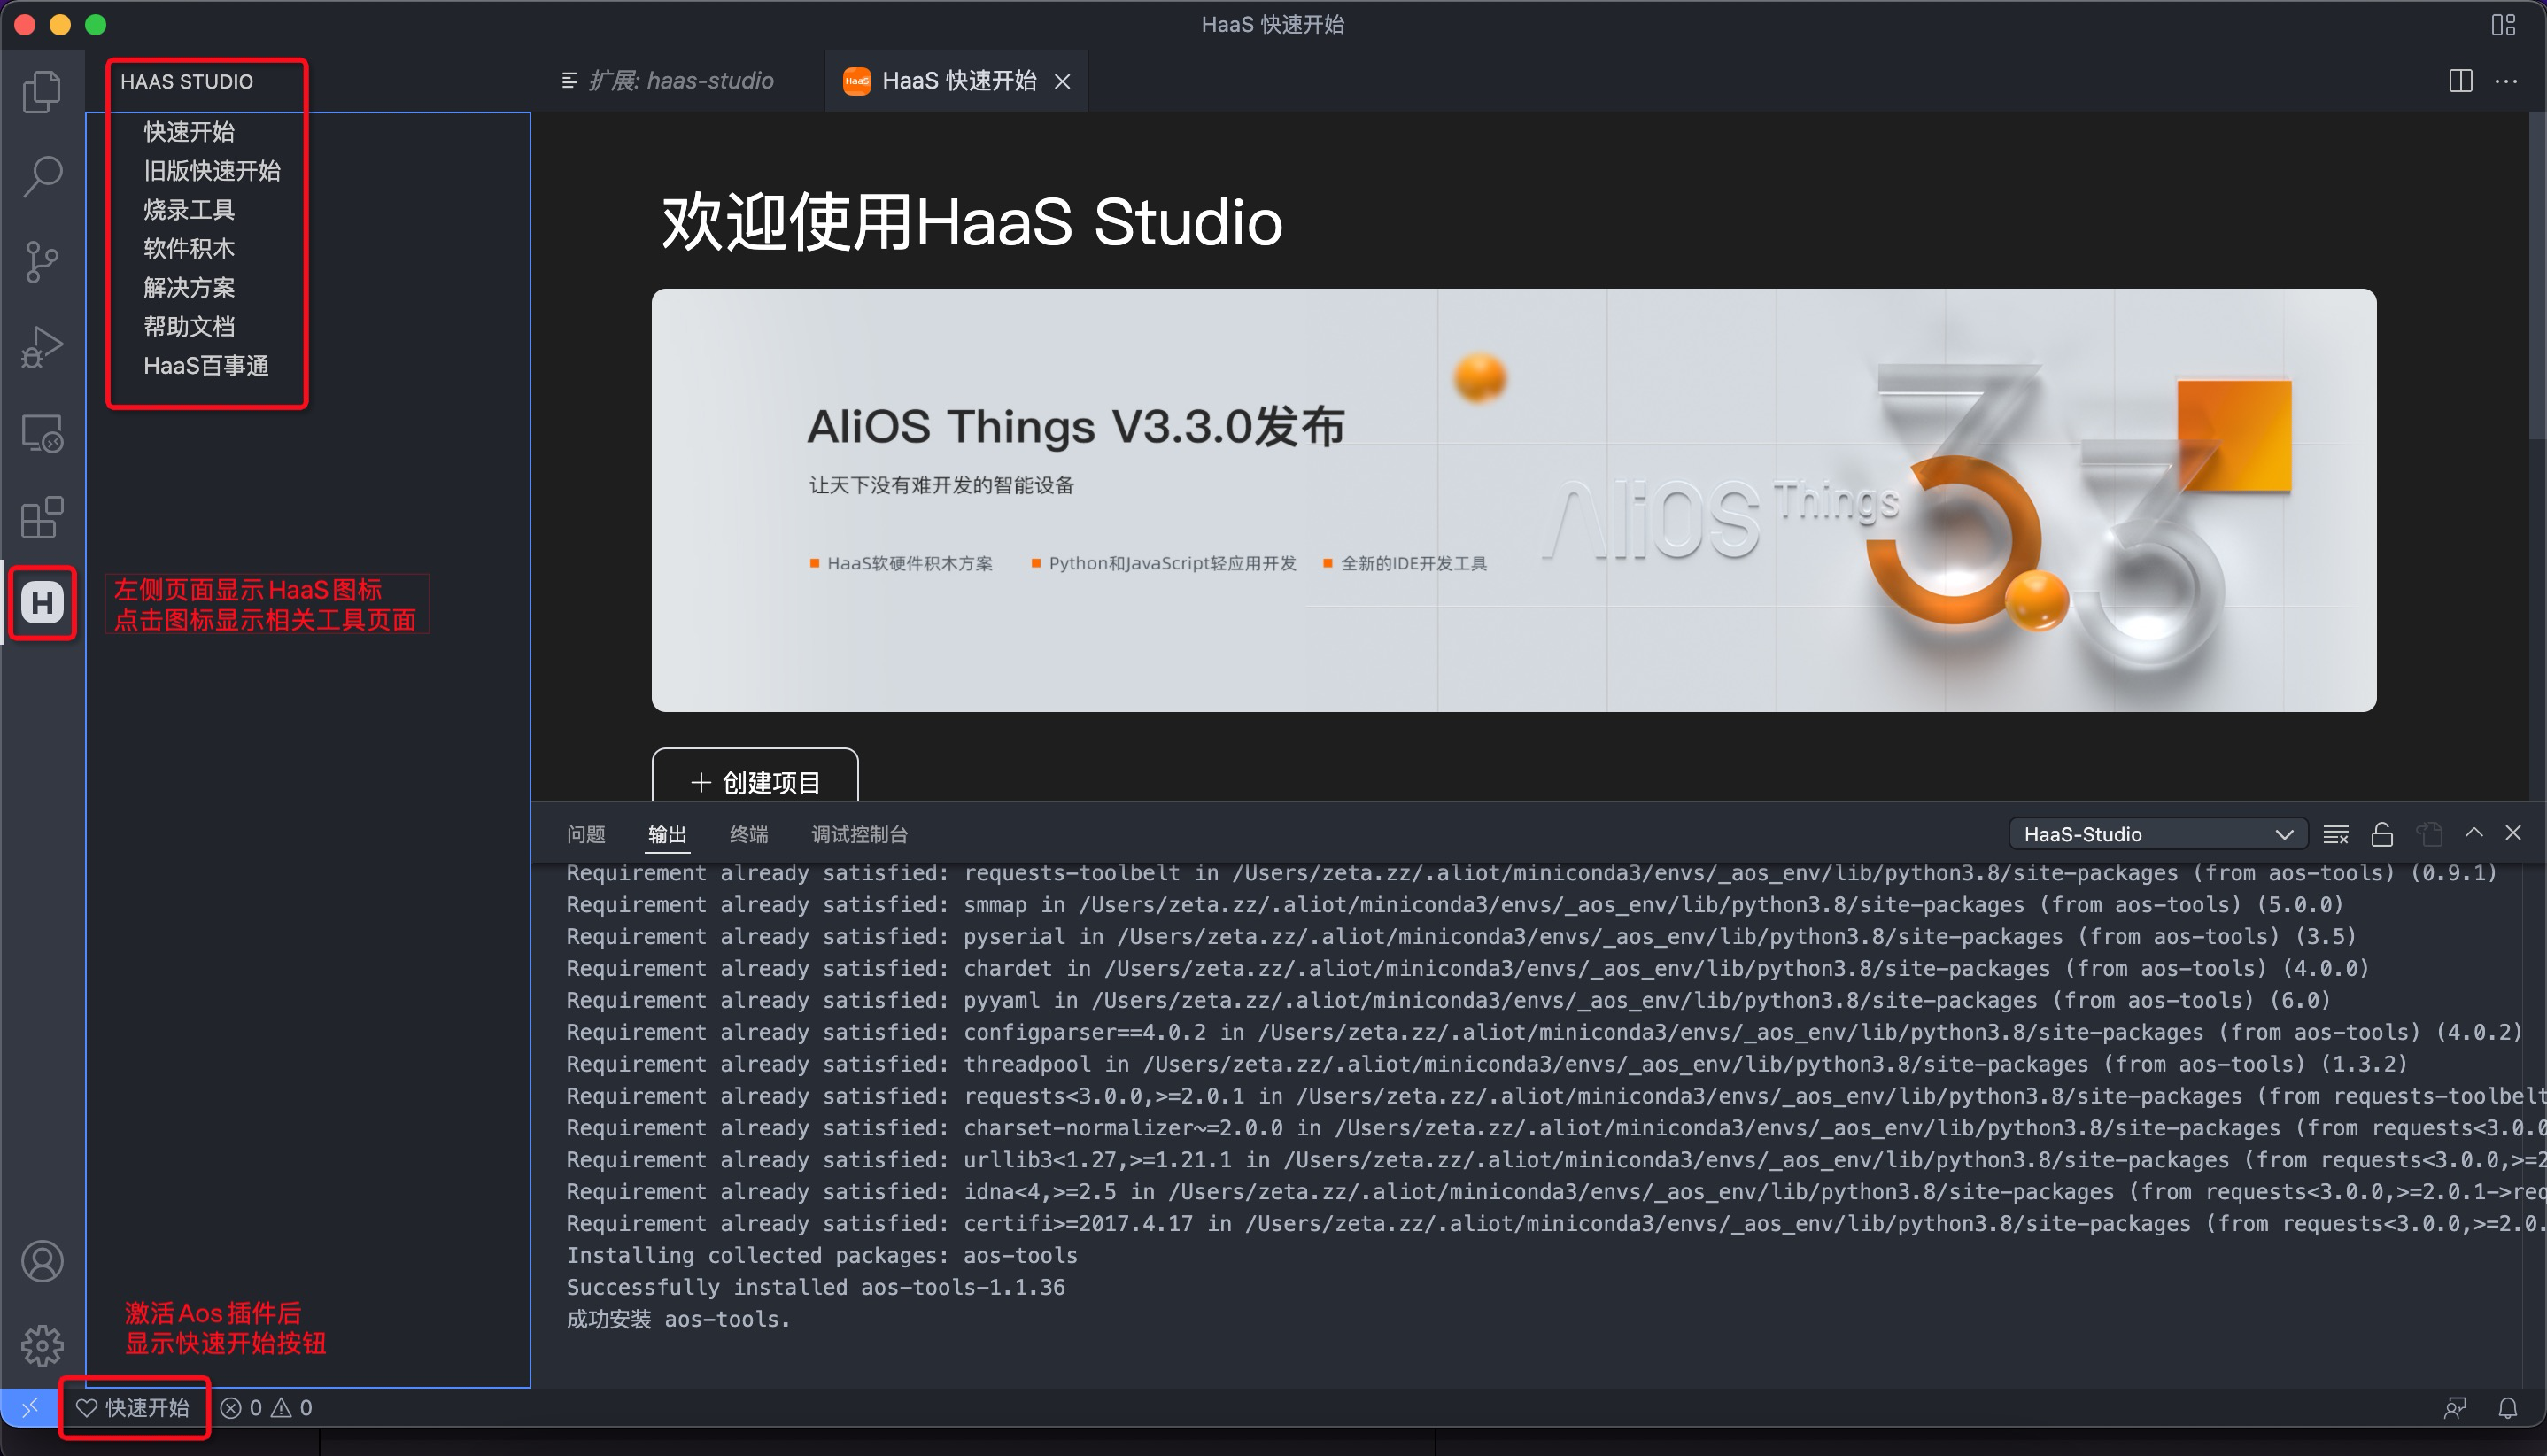 HaaS 快速开始
HAAS STUDIO
快速开始
旧版快速开始
烧录工具
软件积木
解决方案
帮助文档
HaaS百事通
H
左侧页面显示HaaS图标
点击图标显示相关工具页面
激活Aos插件后
显示快速开始按钮
扩展: haas-studio
HaaS
HaaS 快速开始
欢迎使用HaaS Studio
AliOS Things V3.3.0发布
让天下没有难开发的智能设备
HaaS软硬件积木方案 Python和JavaScript轻应用开发 全新的IDE开发工具
AliOS Things 3.3
创建项目
问题 输出 终端 调试控制台 HaaS-Studio
Requirement already satisfied: requests-toolbelt in /Users/zeta.zz/.aliot/miniconda3/envs/_aos_env/lib/python3.8/site-packages (from aos-tools) (0.9.1)
Requirement already satisfied: smmap in /Users/zeta.zz/.aliot/miniconda3/envs/_aos_env/lib/python3.8/site-packages (from aos-tools) (5.0.0)
Requirement already satisfied: pyserial in /Users/zeta.zz/.aliot/miniconda3/envs/_aos_env/lib/python3.8/site-packages (from aos-tools) (3.5)
Requirement already satisfied: chardet in /Users/zeta.zz/.aliot/miniconda3/envs/_aos_env/lib/python3.8/site-packages (from aos-tools) (4.0.0)
Requirement already satisfied: pyyaml in /Users/zeta.zz/.aliot/miniconda3/envs/_aos_env/lib/python3.8/site-packages (from aos-tools) (6.0)
Requirement already satisfied: configparser==4.0.2 in /Users/zeta.zz/.aliot/miniconda3/envs/_aos_env/lib/python3.8/site-packages (from aos-tools) (4.0.2)
Requirement already satisfied: threadpool in /Users/zeta.zz/.aliot/miniconda3/envs/_aos_env/lib/python3.8/site-packages (from aos-tools) (1.3.2)
Requirement already satisfied: requests<3.0.0,>=2.0.1 in /Users/zeta.zz/.aliot/miniconda3/envs/_aos_env/lib/python3.8/site-packages (from requests-toolbelt
Requirement already satisfied: charset-normalizer~=2.0.0 in /Users/zeta.zz/.aliot/miniconda3/envs/_aos_env/lib/python3.8/site-packages (from requests<3.0.0
Requirement already satisfied: urllib3<1.27,>=1.21.1 in /Users/zeta.zz/.aliot/miniconda3/envs/_aos_env/lib/python3.8/site-packages (from requests<3.0.0,>=2
Requirement already satisfied: idna<4,>=2.5 in /Users/zeta.zz/.aliot/miniconda3/envs/_aos_env/lib/python3.8/site-packages (from requests<3.0.0,>=2.0.1->req
Requirement already satisfied: certifi>=2017.4.17 in /Users/zeta.zz/.aliot/miniconda3/envs/_aos_env/lib/python3.8/site-packages (from requests<3.0.0,>=2.0.
Installing collected packages: aos-tools
Successfully installed aos-tools-1.1.36
成功安装 aos-tools.
快速开始 0 0